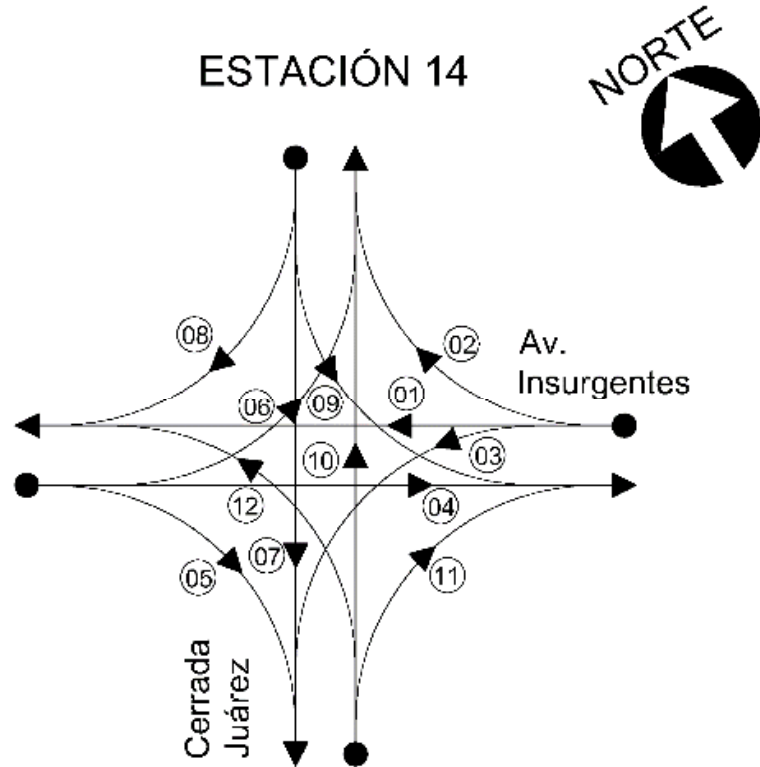 ESTACIÓN 14
NORTE
08
02
Av.
Insurgentes
06
09
01
03
10
12
04
07
05
11
Cerrada
Juárez